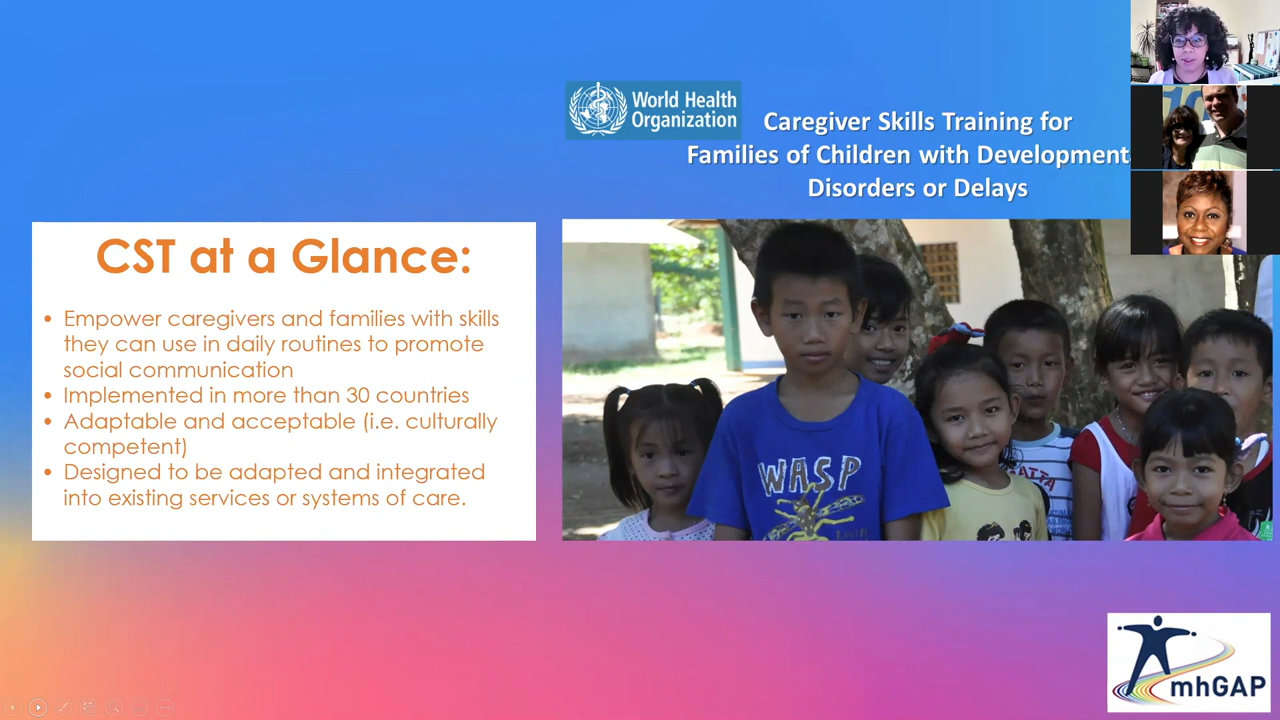 World Health
Organization
Caregiver Skills Training for
Families of Children with Development
Disorders or Delays
CST at a Glance:
• Empower caregivers and families with skills
they can use in daily routines to promote
social communication
• Implemented in more than 30 countries
• Adaptable and acceptable (i.e. culturally
competent)
• Designed to be adapted and integrated
into existing services or systems of care.
WASP
mhGAP